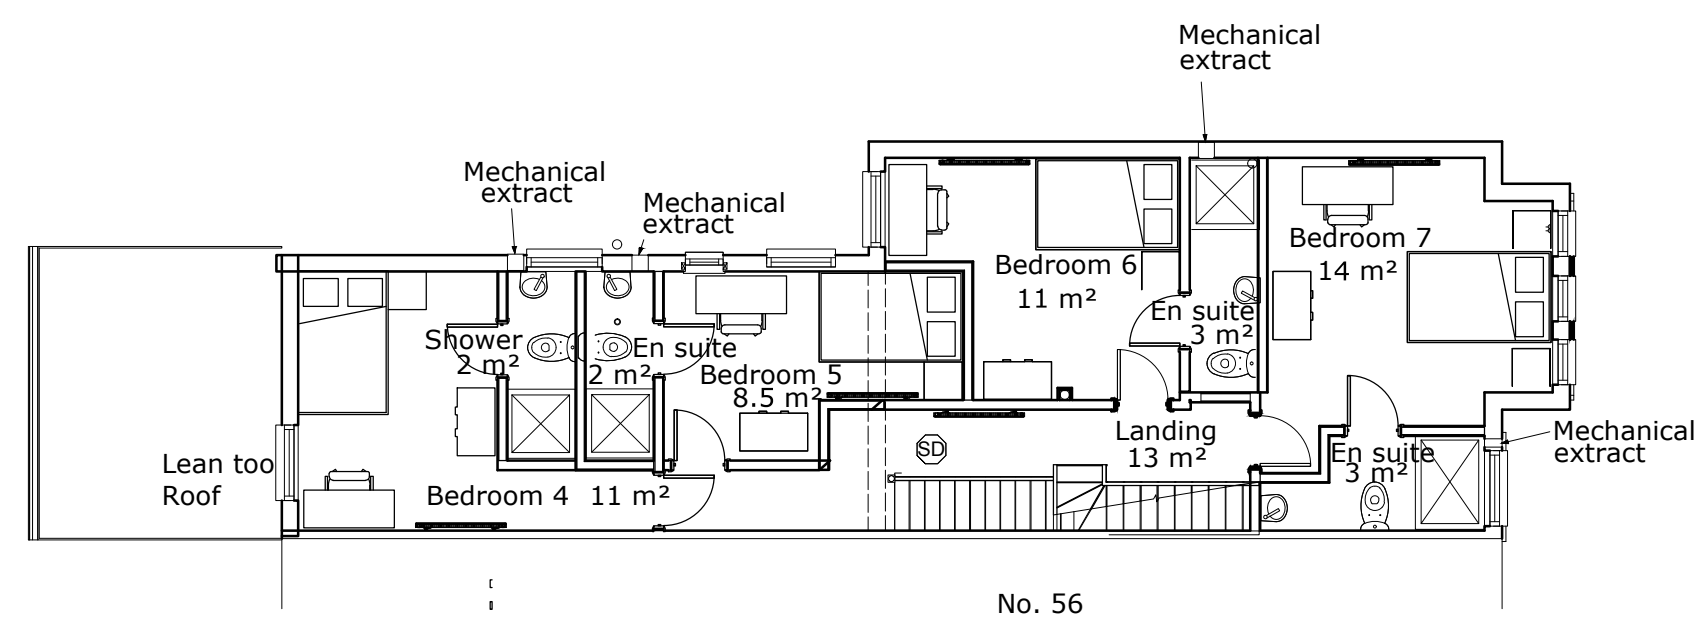 Mechanical
extract
Mechanical
extract
Mechanical
extract
Bedroom 7
14 m²
Bedroom 6
11 m²
En suite
3 m²
Shower
2 m²
En suite
2 m²
Bedroom 5
8.5 m²
Landing
13 m²
SD
En suite
3 m²
Mechanical
extract
Lean too
Roof
Bedroom 4 11 m²
No. 56